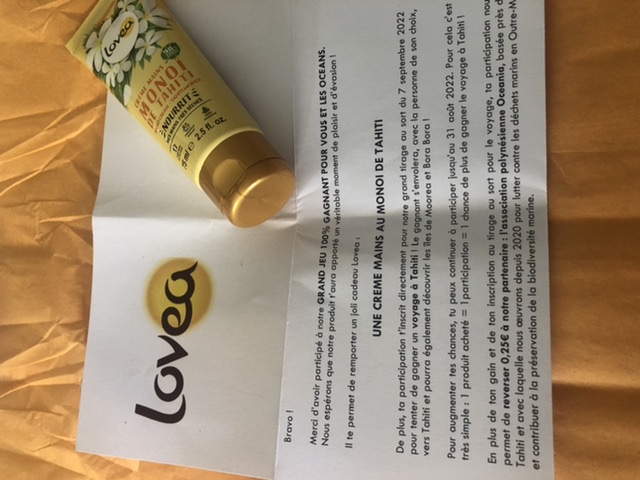 Lovea
CRÈME MAINS
MONOÏ
DE TAHITI
NOURRIT
75 ml 2.5 fl. oz.
Lovea
Bravo !
Merci d'avoir participé à notre GRAND JEU 100% GAGNANT POUR VOUS ET LES OCEANS.
Nous espérons que notre produit t'aura apporté un véritable moment de plaisir et d'évasion !
Il te permet de remporter un joli cadeau Lovea :
UNE CREME MAINS AU MONOI DE TAHITI
De plus, ta participation t'inscrit directement pour notre grand tirage au sort du 7 septembre 2022
pour tenter de gagner un voyage à Tahiti ! Le gagnant s'envolera, avec la personne de son choix,
vers Tahiti et pourra également découvrir les îles de Moorea et Bora Bora !
Pour augmenter tes chances, tu peux continuer à participer jusqu'au 31 août 2022. Pour cela c'est
très simple : 1 produit acheté = 1 participation = 1 chance de plus de gagner le voyage à Tahiti !
En plus de ton gain et de ton inscription au tirage au sort pour le voyage, ta participation nous
permet de reverser 0,25€ à notre partenaire : l'association polynésienne Oceania, basée près d
Tahiti et avec laquelle nous œuvrons depuis 2020 pour lutter contre les déchets marins en Outre-M
et contribuer à la préservation de la biodiversité marine.